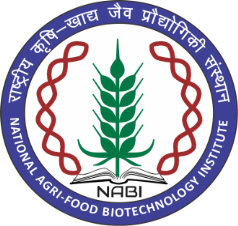 राष्ट्रीय कृषि-खाद्य जैव प्रौद्योगिकी संस्थान
NABI
NATIONAL AGRI-FOOD BIOTECHNOLOGY INSTITUTE